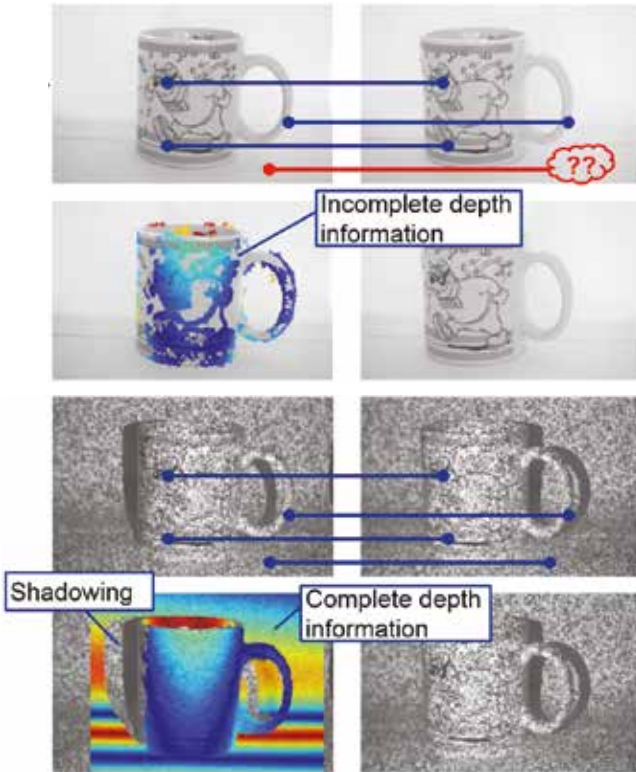 ??
Incomplete depth
information
Shadowing
Complete depth
information